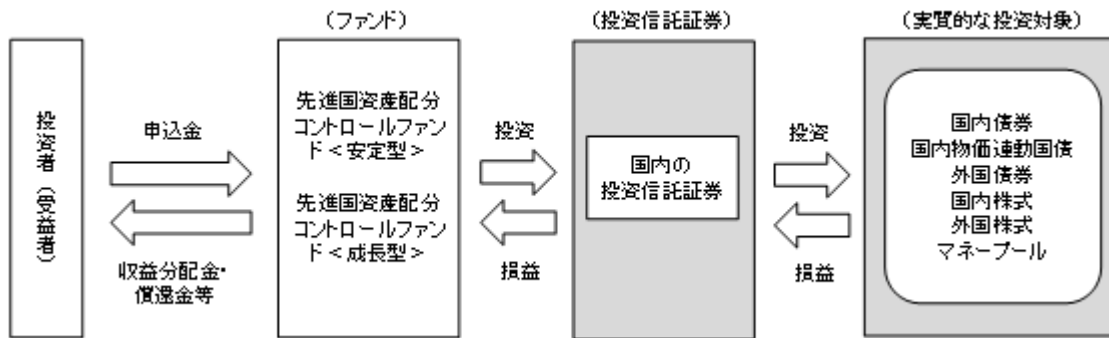 （ファンド）
（投資信託証券）
（実質的な投資対象）
投資者（受益者）
申込金
収益分配金・
償還金等
先進国資産配分
コントロールファン
ド＜安定型＞
先進国資産配分
コントロールファン
ド＜成長型＞
投資
損益
国内の
投資信託証券
投資
損益
国内債券
国内物価連動国債
外国債券
国内株式
外国株式
マネープール